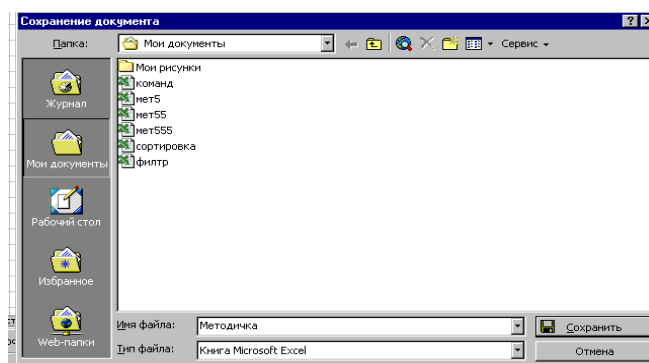 Сохранение документа
Папка:
Мои документы
Сервис
Журнал
Мои документы
Рабочий стол
Избранное
Web-папки
Мои рисунки
команд
мет5
мет55
мет555
сортировка
филтр
Имя файла:
Методичка
Сохранить
Тип файла:
Книга Microsoft Excel
Отмена